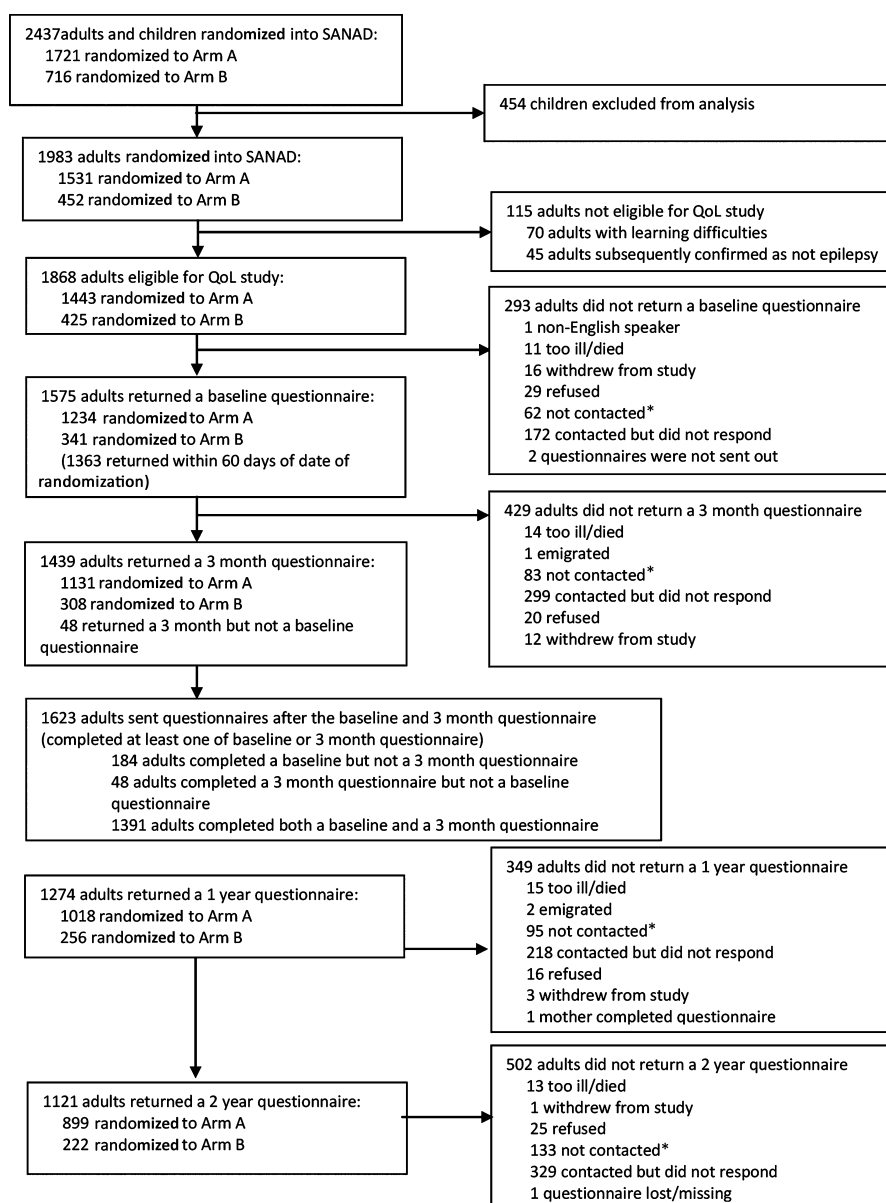 2437adults and children randomized into SANAD:
1721 randomized to Arm A
716 randomized to Arm B
454 children excluded from analysis
1983 adults randomized into SANAD:
1531 randomized to Arm A
452 randomized to Arm B
115 adults not eligible for QoL study
70 adults with learning difficulties
45 adults subsequently confirmed as not epilepsy
1868 adults eligible for QoL study:
1443 randomized to Arm A
425 randomized to Arm B
293 adults did not return a baseline questionnaire
1 non-English speaker
11 too ill/died
16 withdrew from study
29 refused
62 not contacted*
172 contacted but did not respond
2 questionnaires were not sent out
1575 adults returned a baseline questionnaire:
1234 randomized to Arm A
341 randomized to Arm B
(1363 returned within 60 days of date of
randomization)
429 adults did not return a 3 month questionnaire
14 too ill/died
1 emigrated
83 not contacted*
299 contacted but did not respond
20 refused
12 withdrew from study
1439 adults returned a 3 month questionnaire:
1131 randomized to Arm A
308 randomized to Arm B
48 returned a 3 month but not a baseline
questionnaire
1623 adults sent questionnaires after the baseline and 3 month questionnaire
(completed at least one of baseline or 3 month questionnaire)
184 adults completed a baseline but not a 3 month questionnaire
48 adults completed a 3 month questionnaire but not a baseline
questionnaire
1391 adults completed both a baseline and a 3 month questionnaire
349 adults did not return a 1 year questionnaire
15 too ill/died
2 emigrated
95 not contacted*
218 contacted but did not respond
16 refused
3 withdrew from study
1 mother completed questionnaire
1274 adults returned a 1 year questionnaire:
1018 randomized to Arm A
256 randomized to Arm B
502 adults did not return a 2 year questionnaire
13 too ill/died
1 withdrew from study
25 refused
133 not contacted*
329 contacted but did not respond
1 questionnaire lost/missing
1121 adults returned a 2 year questionnaire:
899 randomized to Arm A
222 randomized to Arm B